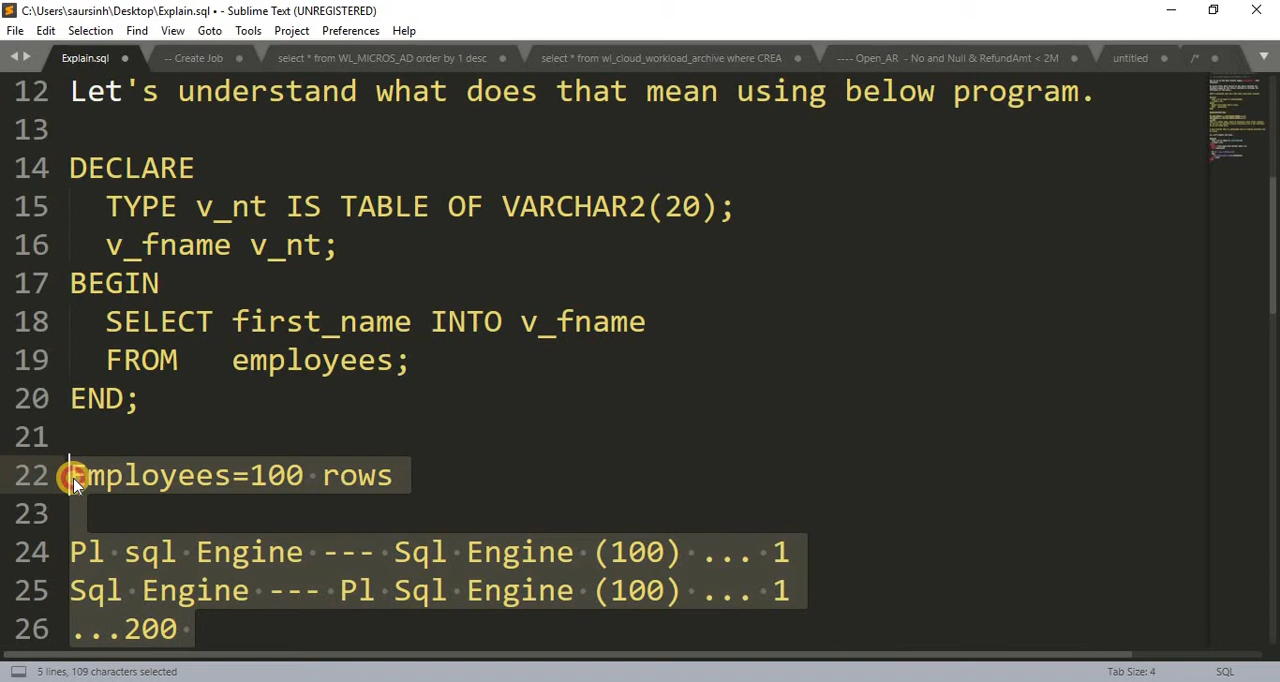 C:\Users\saursinh\Desktop\Explain.sql • - Sublime Text (UNREGISTERED)
File Edit Selection Find View Goto Tools Project Preferences Help
Explain.sql -- Create Job select * from WL_MICROS_AD order by 1 desc select * from wl_cloud_workload_archive where CREA ---- Open_AR - No and Null & RefundAmt < 2M untitled /*
12 Let's understand what does that mean using below program.
13
14 DECLARE
15 TYPE v_nt IS TABLE OF VARCHAR2(20);
16 v_fname v_nt;
17 BEGIN
18 SELECT first_name INTO v_fname
19 FROM employees;
20 END;
21
22 Employees=100 rows
23
24 Pl sql Engine --- Sql Engine (100) ... 1
25 Sql Engine --- Pl Sql Engine (100) ... 1
26 ...200
5 lines, 109 characters selected Tab Size: 4 SQL